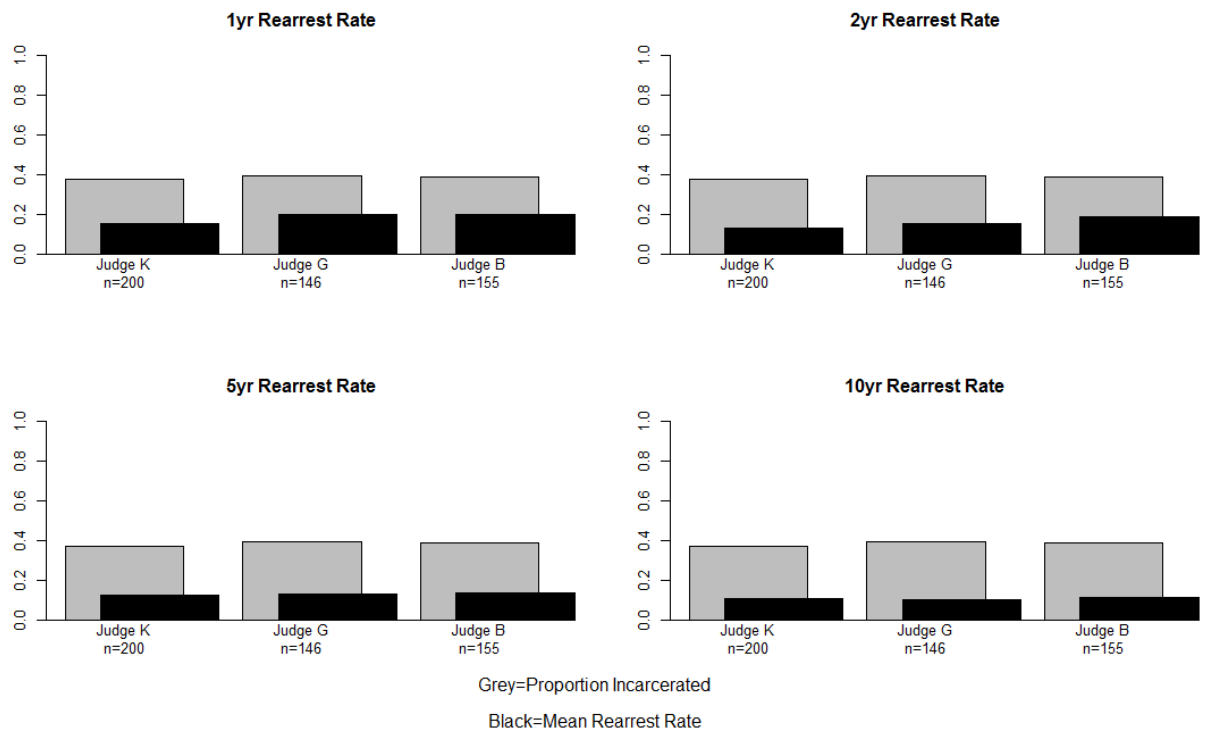 1yr Rearrest Rate
1.0
0.8
0.6
0.4
0.2
0.0
Judge K
n=200
Judge G
n=146
Judge B
n=155
2yr Rearrest Rate
1.0
0.8
0.6
0.4
0.2
0.0
Judge K
n=200
Judge G
n=146
Judge B
n=155
5yr Rearrest Rate
1.0
0.8
0.6
0.4
0.2
0.0
Judge K
n=200
Judge G
n=146
Judge B
n=155
10yr Rearrest Rate
1.0
0.8
0.6
0.4
0.2
0.0
Judge K
n=200
Judge G
n=146
Judge B
n=155
Grey=Proportion Incarcerated
Black=Mean Rearrest Rate